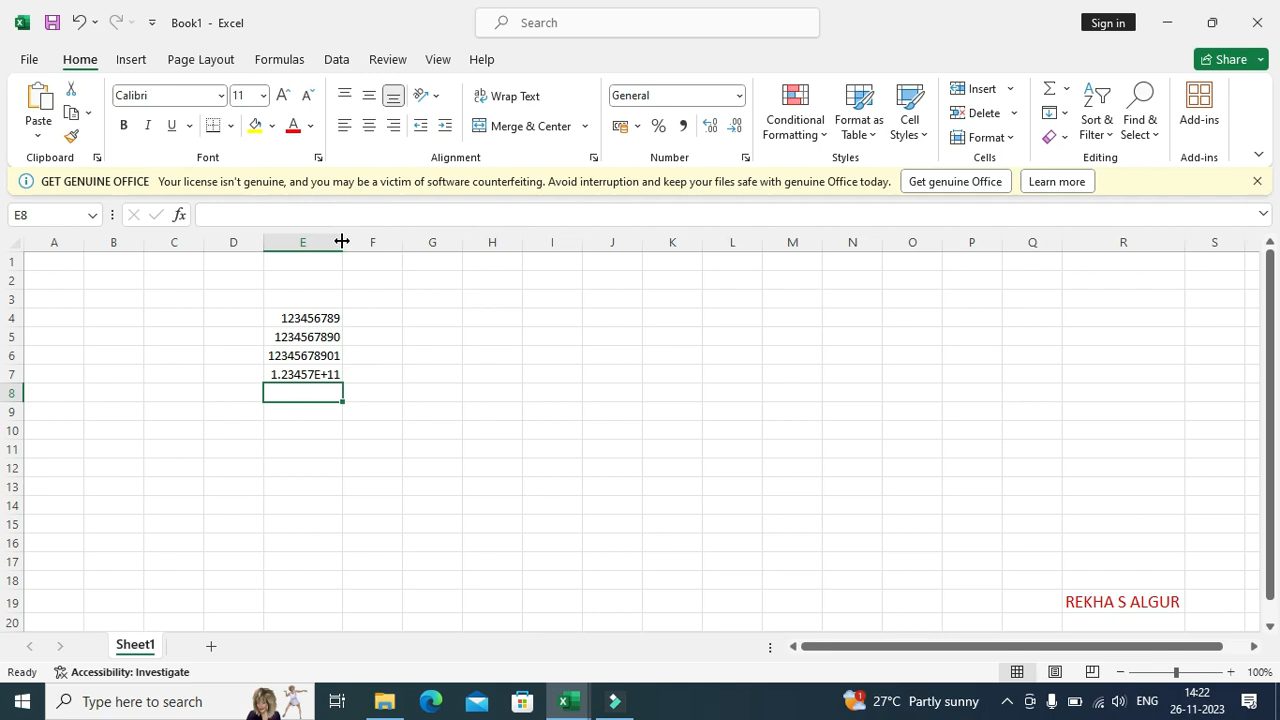 Book1 - Excel
Search
Sign in
File Home Insert Page Layout Formulas Data Review View Help
Share
Paste
Clipboard
Calibri 11
B I U
Font
Wrap Text
Merge & Center
Alignment
General
Number
Conditional Formatting
Format as Table
Cell Styles
Styles
Insert
Delete
Format
Cells
Sort & Filter
Find & Select
Editing
Add-ins
Add-ins
GET GENUINE OFFICE Your license isn't genuine, and you may be a victim of software counterfeiting. Avoid interruption and keep your files safe with genuine Office today. Get genuine Office Learn more
E8 fx
A B C D E F G H I J K L M N O P Q R S
1
2
3
4 123456789
5 1234567890
6 12345678901
7 1.23457E+11
8
9
10
11
12
13
14
15
16
17
18
19 REKHA S ALGUR
20
Sheet1
Ready Accessibility: Investigate 100%
Type here to search
1 27°C Partly sunny ENG 14:22
26-11-2023